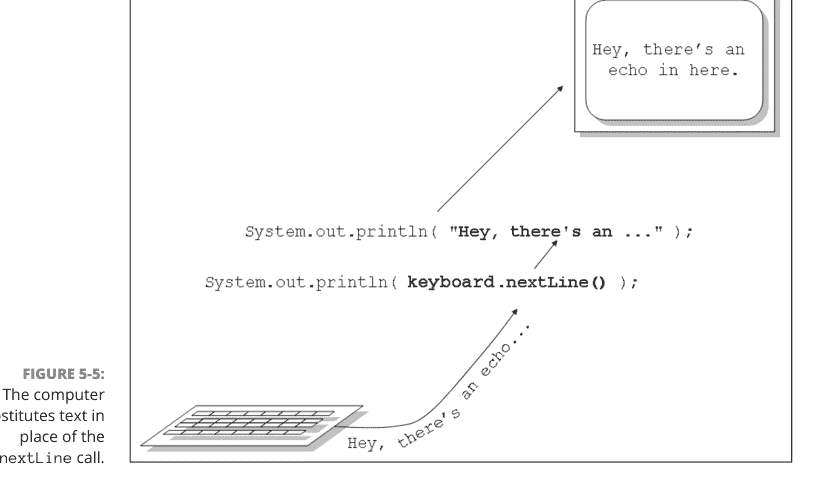 Hey, there's an
echo in here.
System.out.println( "Hey, there's an ..." );
System.out.println( keyboard.nextLine() );
Hey, there's an echo...
FIGURE 5-5:
The computer
stitutes text in
place of the
nextLine call.